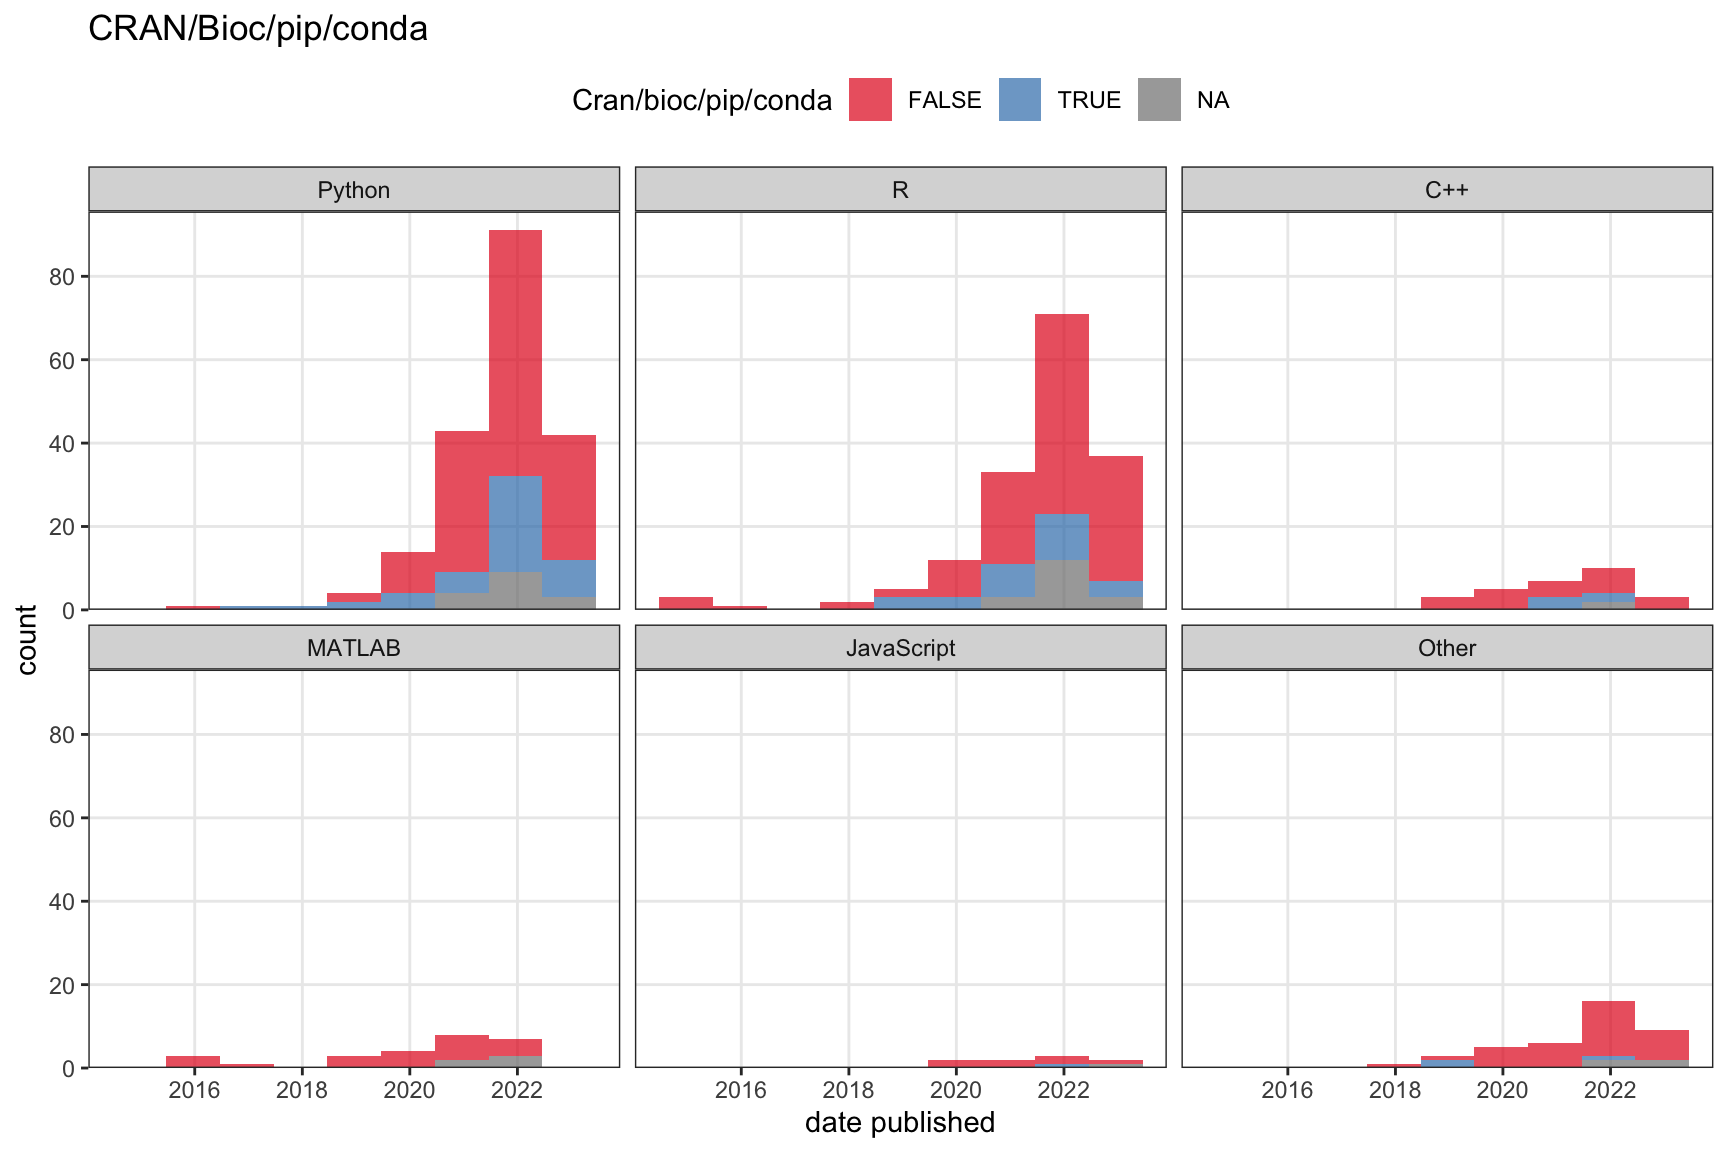 CRAN/Bioc/pip/conda
Cran/bioc/pip/conda FALSE TRUE NA
Python R C++
80
60
40
20
0
count
MATLAB JavaScript Other
80
60
40
20
0
2016 2018 2020 2022 2016 2018 2020 2022 2016 2018 2020 2022
date published